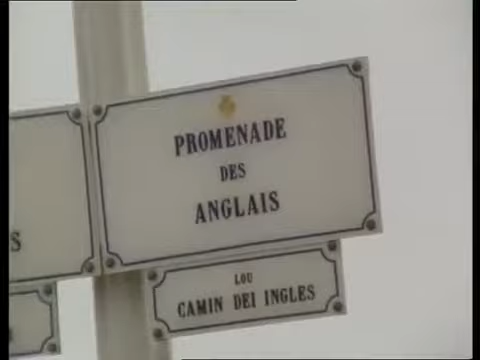 PROMENADE
DES
ANGLAIS
LOU
CAMIN DEI INGLES
S